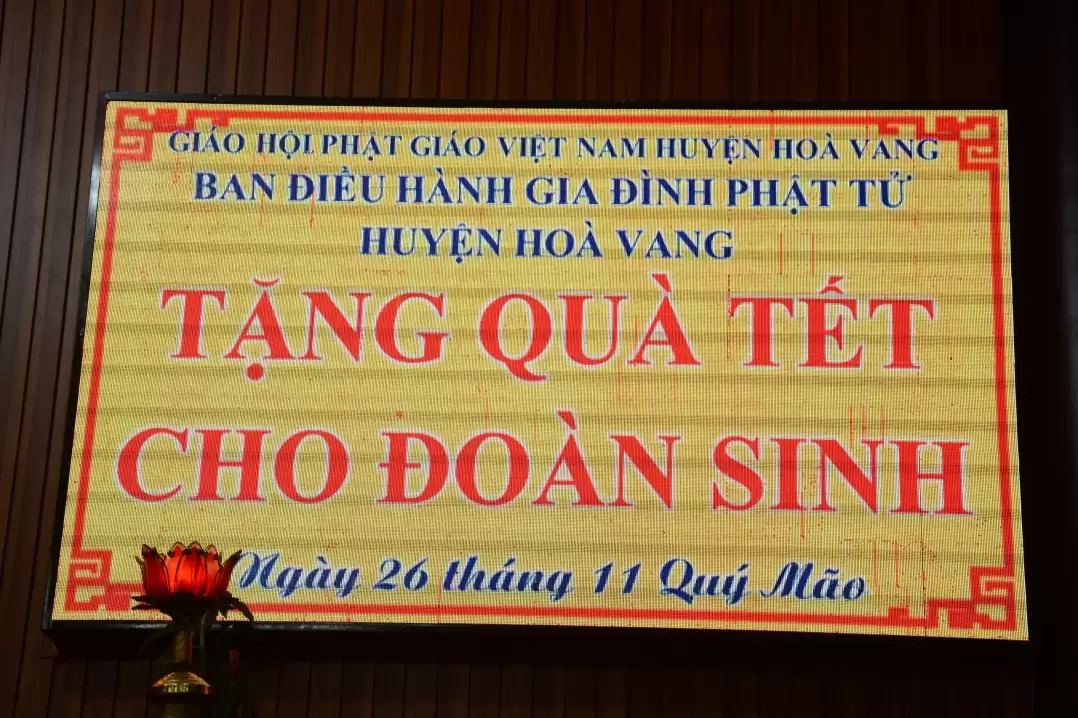 GIÁO HỘI PHẬT GIÁO VIỆT NAM HUYỆN HOÀ VANG
BAN ĐIỀU HÀNH GIA ĐÌNH PHẬT TỬ
HUYỆN HOÀ VANG
TẶNG QUÀ TẾT
CHO ĐOÀN SINH
Ngày 26 tháng 11 Quý Mão